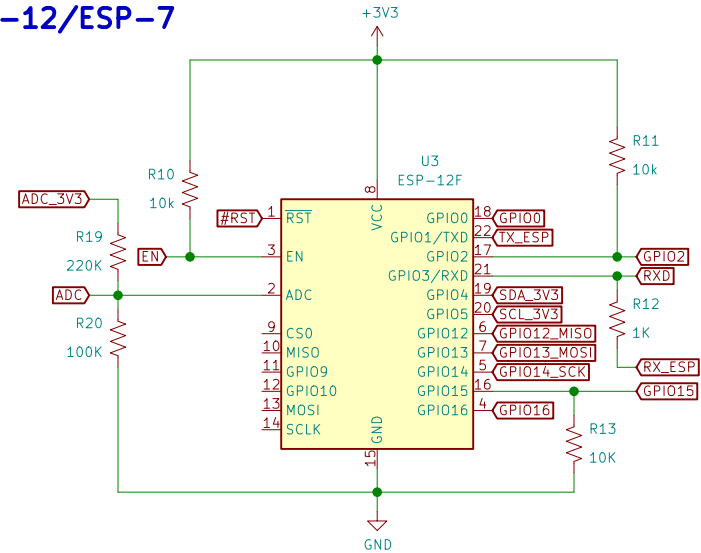 -12/ESP-7
+3V3
R10
10k
R11
10k
U3
ESP-12F
ADC_3V3
R19
220K
#RST
EN
ADC
R20
100K
1 RST
3 EN
2 ADC
9 CS0
10 MISO
11 GPIO9
12 GPIO10
13 MOSI
14 SCLK
8
VCC
GPIO0 18 GPIO0
GPIO1/TXD 22 TX_ESP
GPIO2 17 GPIO2
GPIO3/RXD 21 RXD
GPIO4 19 SDA_3V3
GPIO5 20 SCL_3V3
GPIO12 6 GPIO12_MISO
GPIO13 7 GPIO13_MOSI
GPIO14 5 GPIO14_SCK
GPIO15 16 GPIO15
GPIO16 4 GPIO16
R12
1K
RX_ESP
R13
10K
GND
15
GND